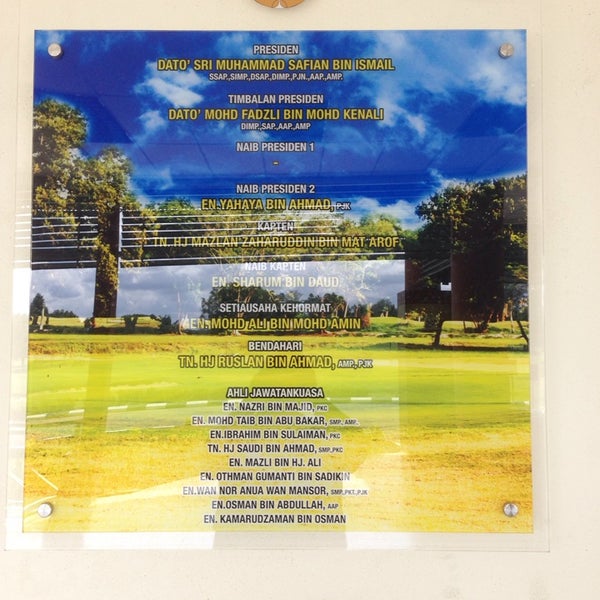 PRESIDEN
DATO' SRI MUHAMMAD SAFIAN BIN ISMAIL
SSAP.,SIMP.,DSAP.,DIMP.,PJN.,AAP.,AMP.
TIMBALAN PRESIDEN
DATO' MOHD FADZLI BIN MOHD KENALI
DIMP.,SAP.,AAP.,AMP
NAIB PRESIDEN 1
-
NAIB PRESIDEN 2
EN.YAHAYA BIN AHMAD, PJK
KAPTEN
TN. HJ MAZLAN ZAHARUDDIN BIN MAT AROF
NAIB KAPTEN
EN. SHARUM BIN DAUD.
SETIAUSAHA KEHORMAT
EN. MOHD ALI BIN MOHD AMIN
BENDAHARI
TN. HJ RUSLAN BIN AHMAD, AMP., PJK
AHLI JAWATANKUASA
EN. NAZRI BIN MAJID, PKC
EN. MOHD TAIB BIN ABU BAKAR, SMP., AMP.,
EN.IBRAHIM BIN SULAIMAN, PKC
TN. HJ SAUDI BIN AHMAD, SMP.,PKC
EN. MAZLI BIN HJ. ALI
EN. OTHMAN GUMANTI BIN SADIKIN
EN.WAN NOR ANUA WAN MANSOR, SMP.,PKT.,PJK
EN.OSMAN BIN ABDULLAH, AAP
EN. KAMARUDZAMAN BIN OSMAN